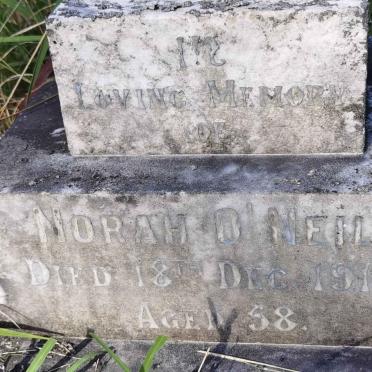 IN
LOVING MEMORY
OF
NORAH O'NEIL
DIED 18TH DEC.
AGED 58.